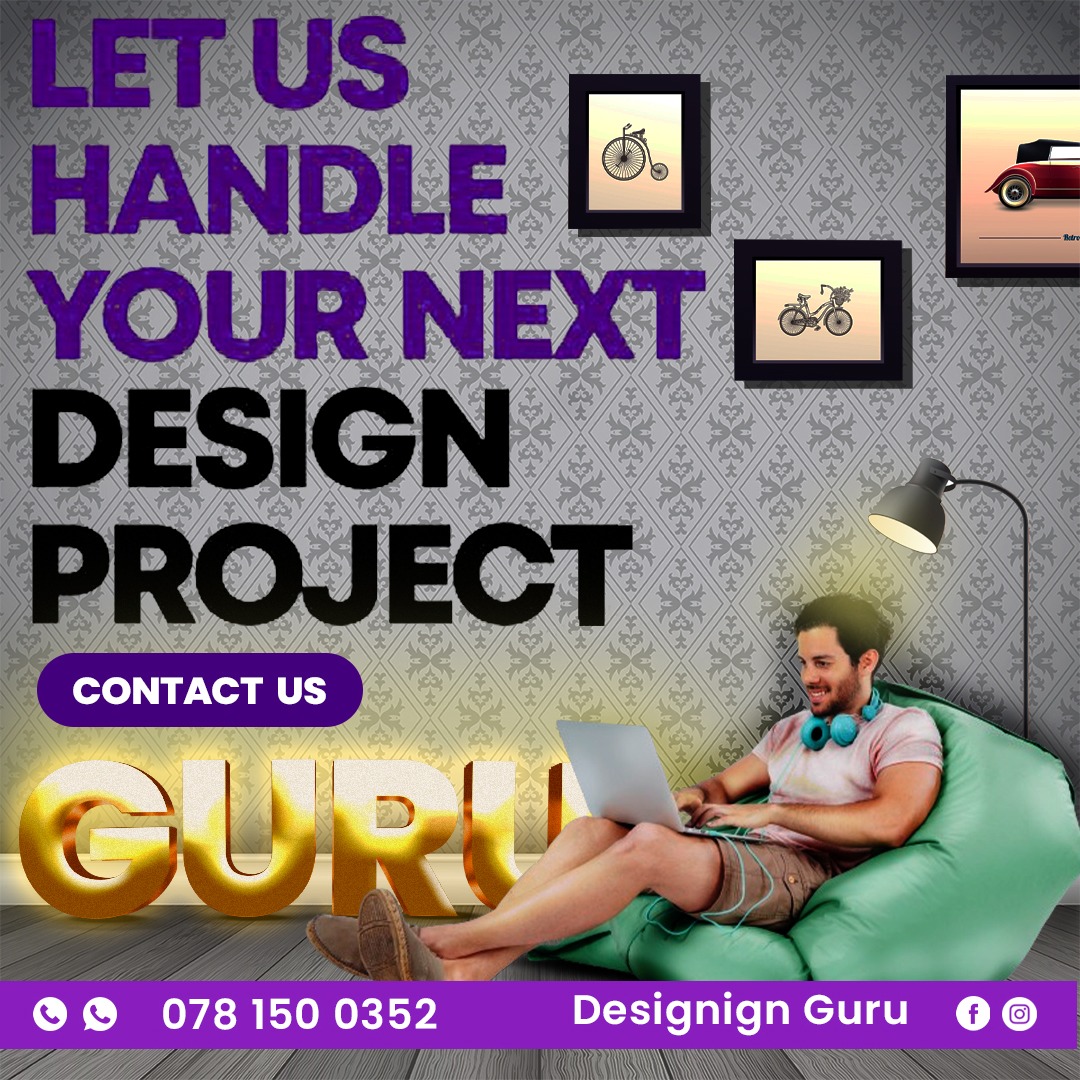 LET US
HANDLE
YOUR NEXT
DESIGN
PROJECT
CONTACT US
GURU
078 150 0352
Designign Guru